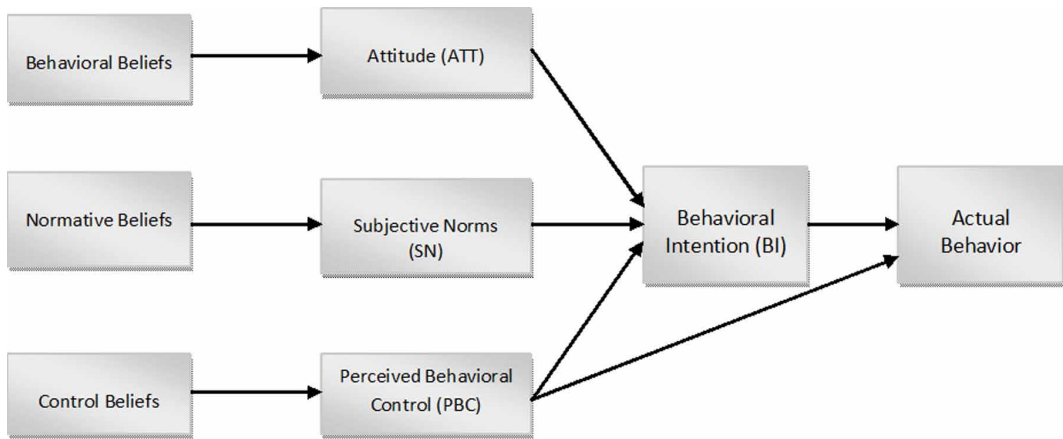 Behavioral Beliefs
Attitude (ATT)
Normative Beliefs
Subjective Norms
(SN)
Behavioral
Intention (BI)
Actual
Behavior
Control Beliefs
Perceived Behavioral
Control (PBC)